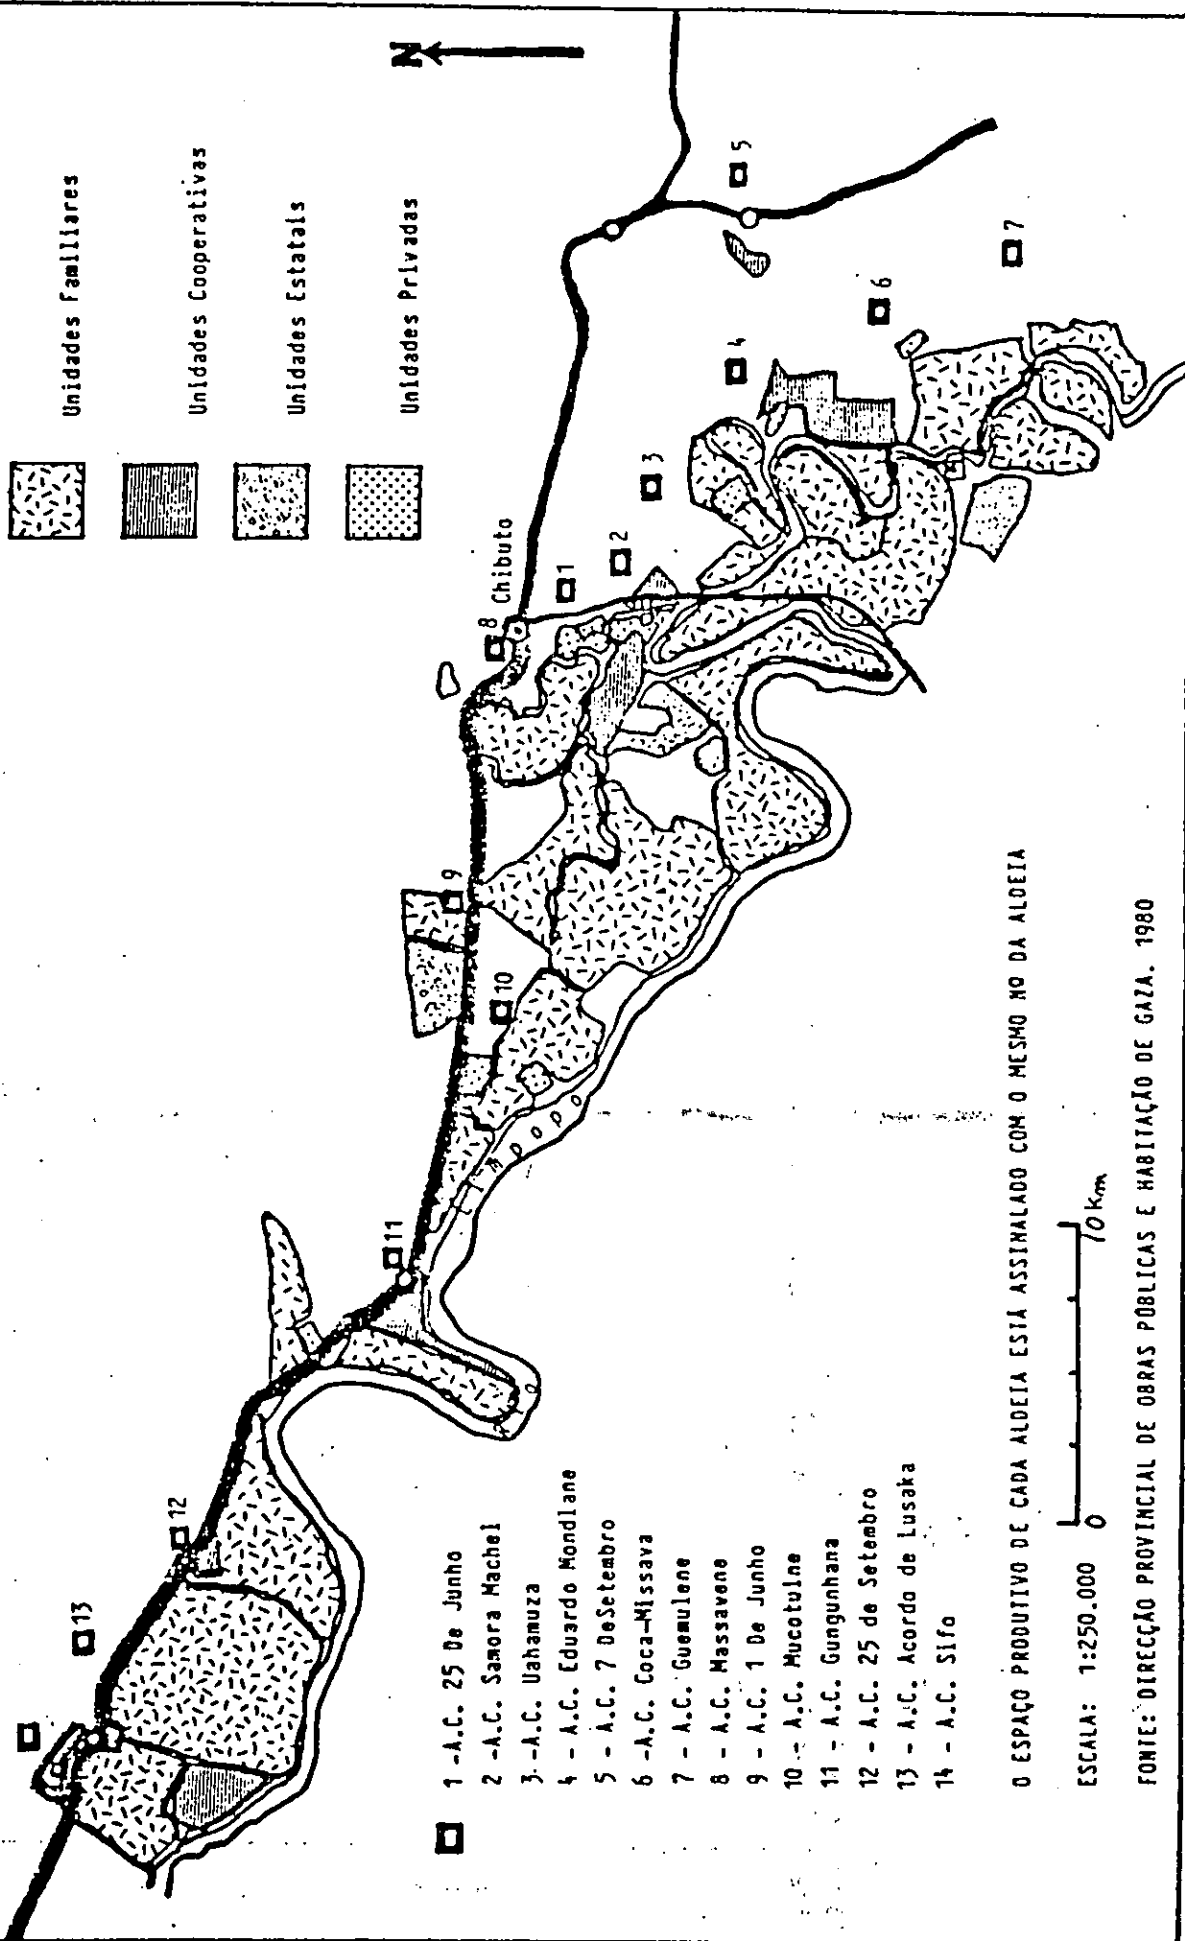 Unidades Familiares
Unidades Cooperativas
Unidades Estatais
Unidades Privadas
N
13
12
11
10
9
8
Chibuto
1
2
3
4
5
6
7
1 - A.C. 25 De Junho
2 - A.C. Samora Machel
3 - A.C. Uahamuza
4 - A.C. Eduardo Mondlane
5 - A.C. 7 DeSetembro
6 - A.C. Coca-Missava
7 - A.C. Guemulene
8 - A.C. Massavene
9 - A.C. 1 De Junho
10 - A.C. Mucotuine
11 - A.C. Gungunhana
12 - A.C. 25 de Setembro
13 - A.C. Acordo de Lusaka
14 - A.C. Sifo
O ESPAÇO PRODUTIVO DE CADA ALDEIA ESTÁ ASSINALADO COM O MESMO NO DA ALDEIA
ESCALA: 1:250.000
0 10 km
FONTE: DIRECÇÃO PROVINCIAL DE OBRAS PÚBLICAS E HABITAÇÃO DE GAZA. 1980